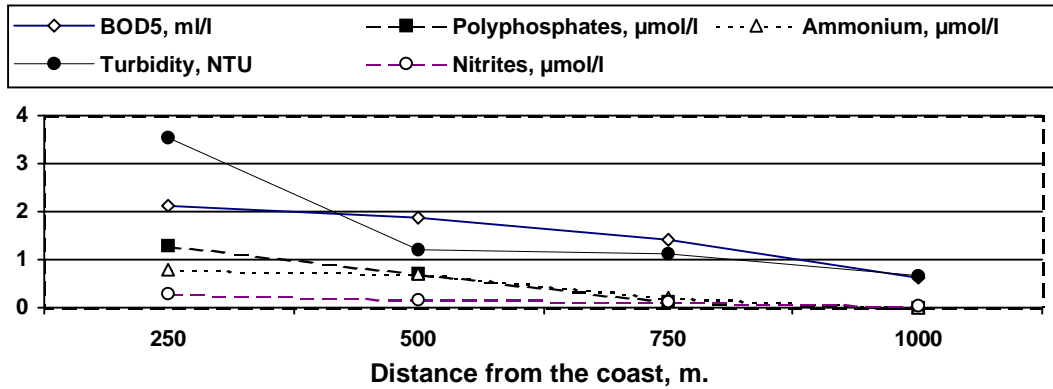 BOD5, ml/l Polyphosphates, µmol/l Ammonium, µmol/l
Turbidity, NTU Nitrites, µmol/l
4
3
2
1
0
250 500 750 1000
Distance from the coast, m.